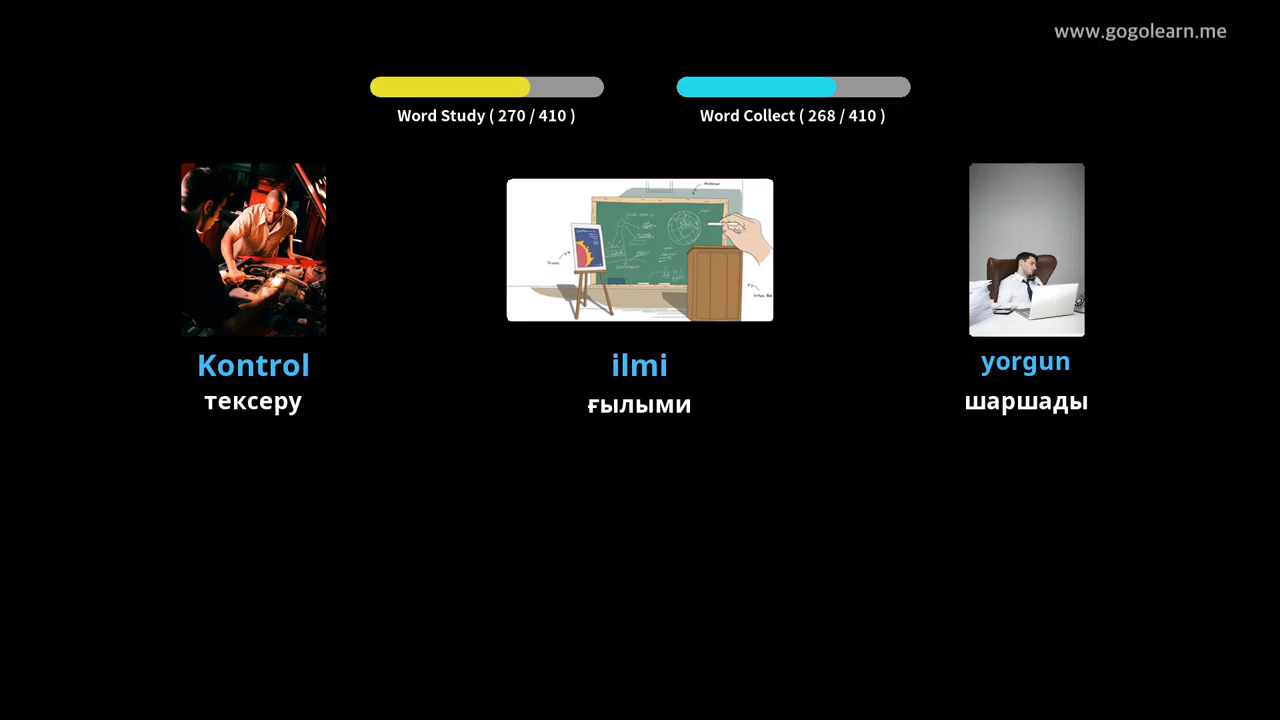 www.gogolearn.me
Word Study ( 270 / 410 )
Word Collect ( 268 / 410 )
Kontrol
тексеру
ilmi
ғылыми
yorgun
шаршады